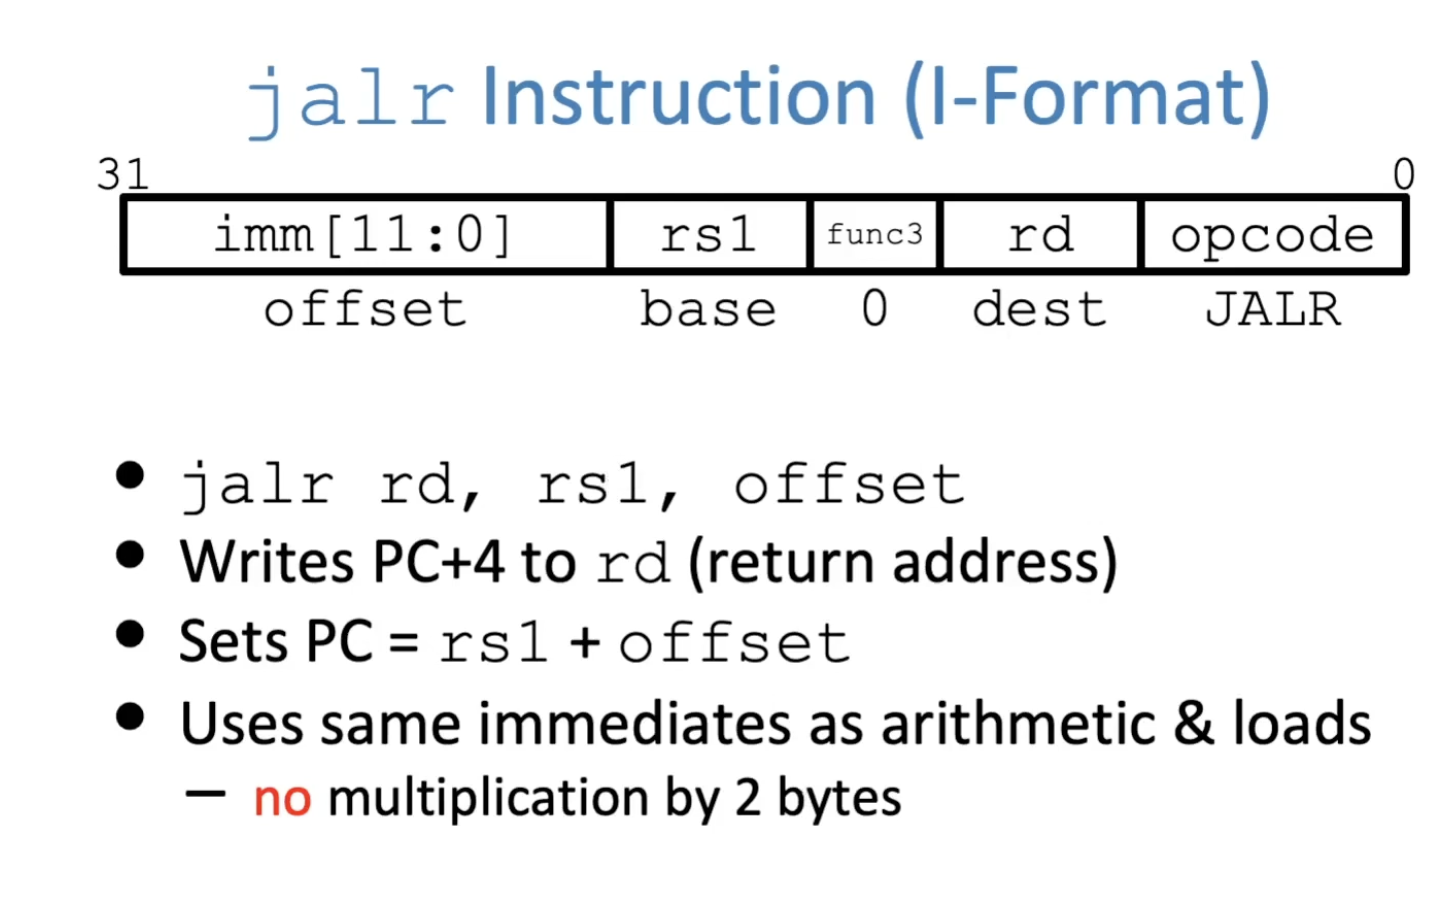 jalr Instruction (I-Format)
31 0
imm[11:0] rs1 func3 rd opcode
offset base 0 dest JALR
• jalr rd, rs1, offset
• Writes PC+4 to rd (return address)
• Sets PC = rs1 + offset
• Uses same immediates as arithmetic & loads
– no multiplication by 2 bytes